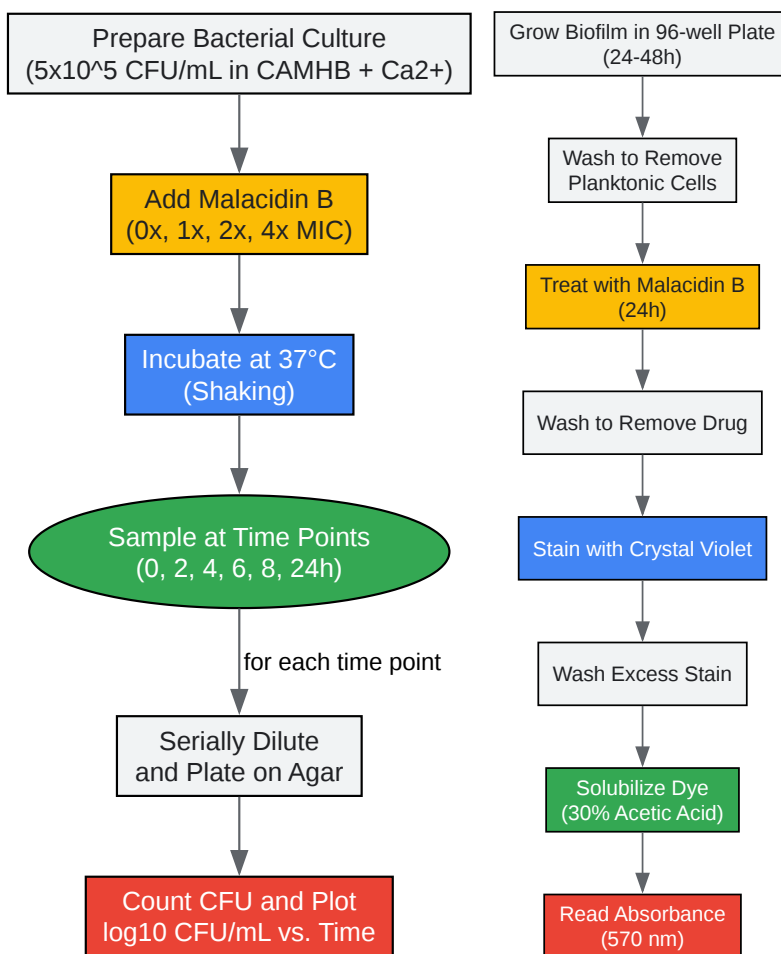 Prepare Bacterial Culture
(5x10^5 CFU/mL in CAMHB + Ca2+)
Add Malacidin B
(0x, 1x, 2x, 4x MIC)
Incubate at 37°C
(Shaking)
Sample at Time Points
(0, 2, 4, 6, 8, 24h)
for each time point
Serially Dilute
and Plate on Agar
Count CFU and Plot
log10 CFU/mL vs. Time
Grow Biofilm in 96-well Plate
(24-48h)
Wash to Remove
Planktonic Cells
Treat with Malacidin B
(24h)
Wash to Remove Drug
Stain with Crystal Violet
Wash Excess Stain
Solubilize Dye
(30% Acetic Acid)
Read Absorbance
(570 nm)